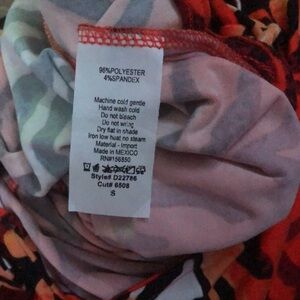 96%POLYESTER
4%SPANDEX
Machine cold gentle
Hand wash cold
Do not bleach
Do not wring
Dry flat in shade
Iron low heat no steam
Material - Import
Made in MEXICO
RN#156850
Style# D22786
Cut# 6508
S